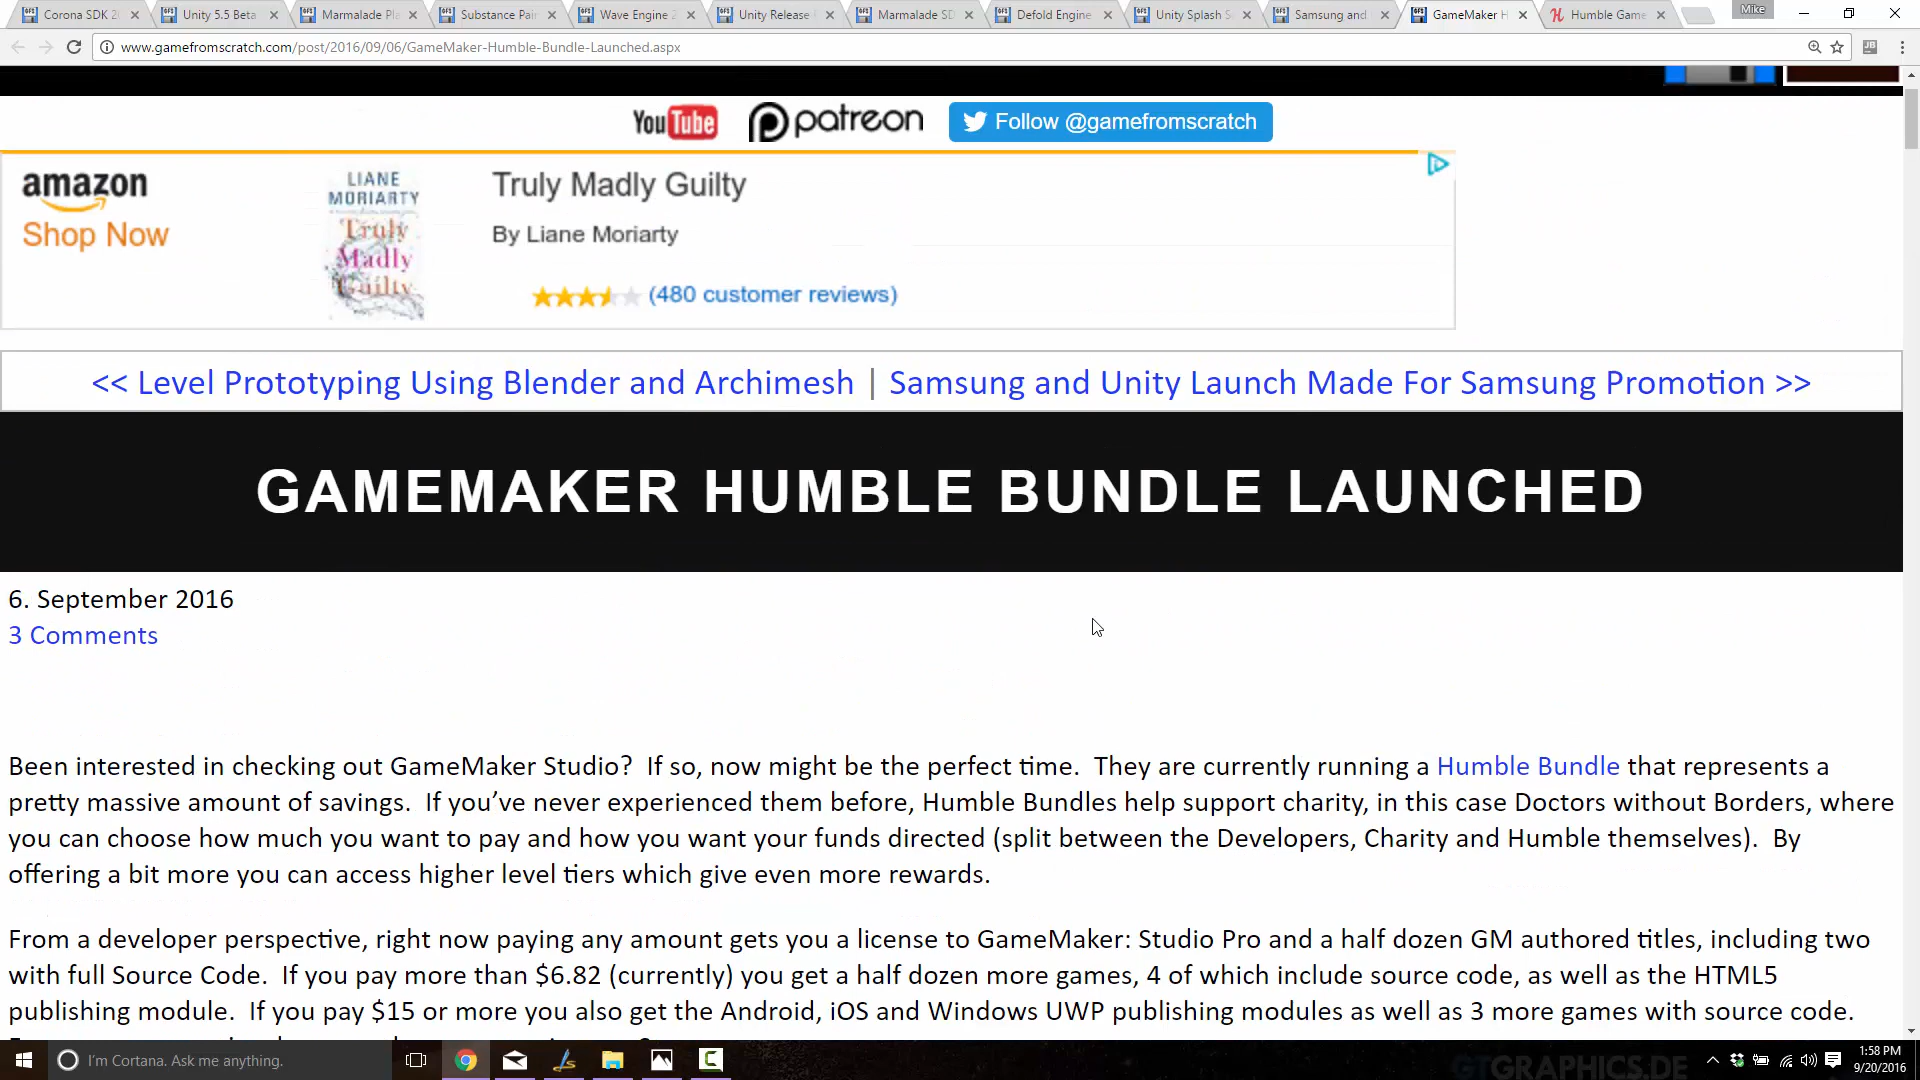 Corona SDK 20
Unity 5.5 Beta
Marmalade Pla
Substance Pain
Wave Engine 2
Unity Release
Marmalade SD
Defold Engine
Unity Splash S
Samsung and
GameMaker H
Humble Game
Mike
www.gamefromscratch.com/post/2016/09/06/GameMaker-Humble-Bundle-Launched.aspx
JB
YouTube
patreon
Follow @gamefromscratch
amazon
Shop Now
LIANE
MORIARTY
Truly
Madly
Guilty
Truly Madly Guilty
By Liane Moriarty
(480 customer reviews)
<< Level Prototyping Using Blender and Archimesh | Samsung and Unity Launch Made For Samsung Promotion >>
GAMEMAKER HUMBLE BUNDLE LAUNCHED
6. September 2016
3 Comments
Been interested in checking out GameMaker Studio?  If so, now might be the perfect time.  They are currently running a Humble Bundle that represents a
pretty massive amount of savings.  If you’ve never experienced them before, Humble Bundles help support charity, in this case Doctors without Borders, where
you can choose how much you want to pay and how you want your funds directed (split between the Developers, Charity and Humble themselves).  By
offering a bit more you can access higher level tiers which give even more rewards.
From a developer perspective, right now paying any amount gets you a license to GameMaker: Studio Pro and a half dozen GM authored titles, including two
with full Source Code.  If you pay more than $6.82 (currently) you get a half dozen more games, 4 of which include source code, as well as the HTML5
publishing module.  If you pay $15 or more you also get the Android, iOS and Windows UWP publishing modules as well as 3 more games with source code.
I'm Cortana. Ask me anything.
GTGRAPHICS.DE
1:58 PM
9/20/2016